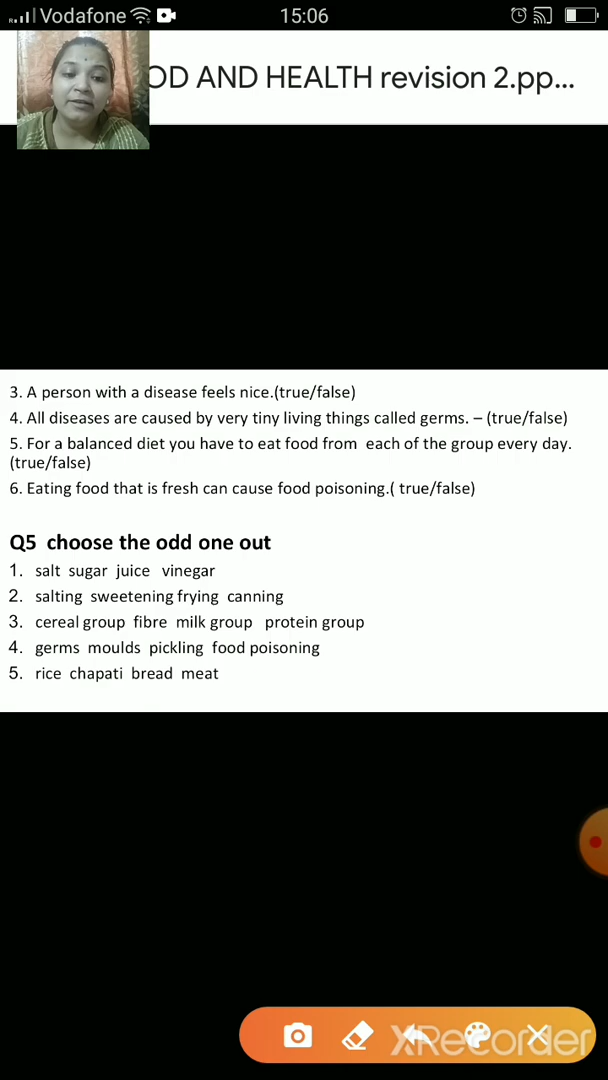 Vodafone 15:06
OD AND HEALTH revision 2.pp...
3. A person with a disease feels nice.(true/false)
4. All diseases are caused by very tiny living things called germs. – (true/false)
5. For a balanced diet you have to eat food from each of the group every day.
(true/false)
6. Eating food that is fresh can cause food poisoning.( true/false)
Q5 choose the odd one out
1. salt sugar juice vinegar
2. salting sweetening frying canning
3. cereal group fibre milk group protein group
4. germs moulds pickling food poisoning
5. rice chapati bread meat
XRecorder